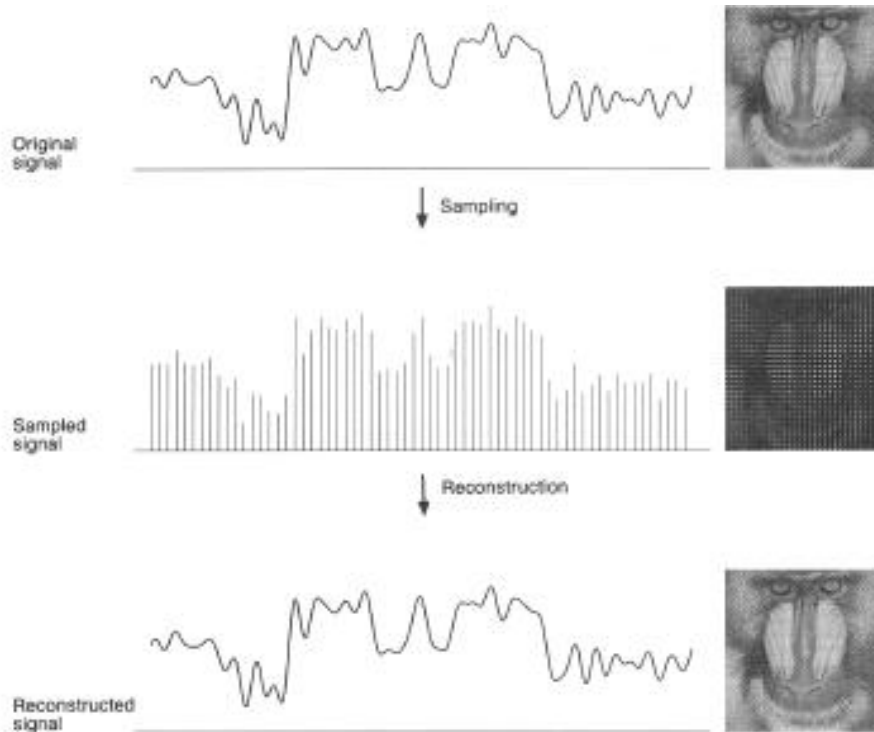 Original
signal
Sampling
Sampled
signal
Reconstruction
Reconstructed
signal